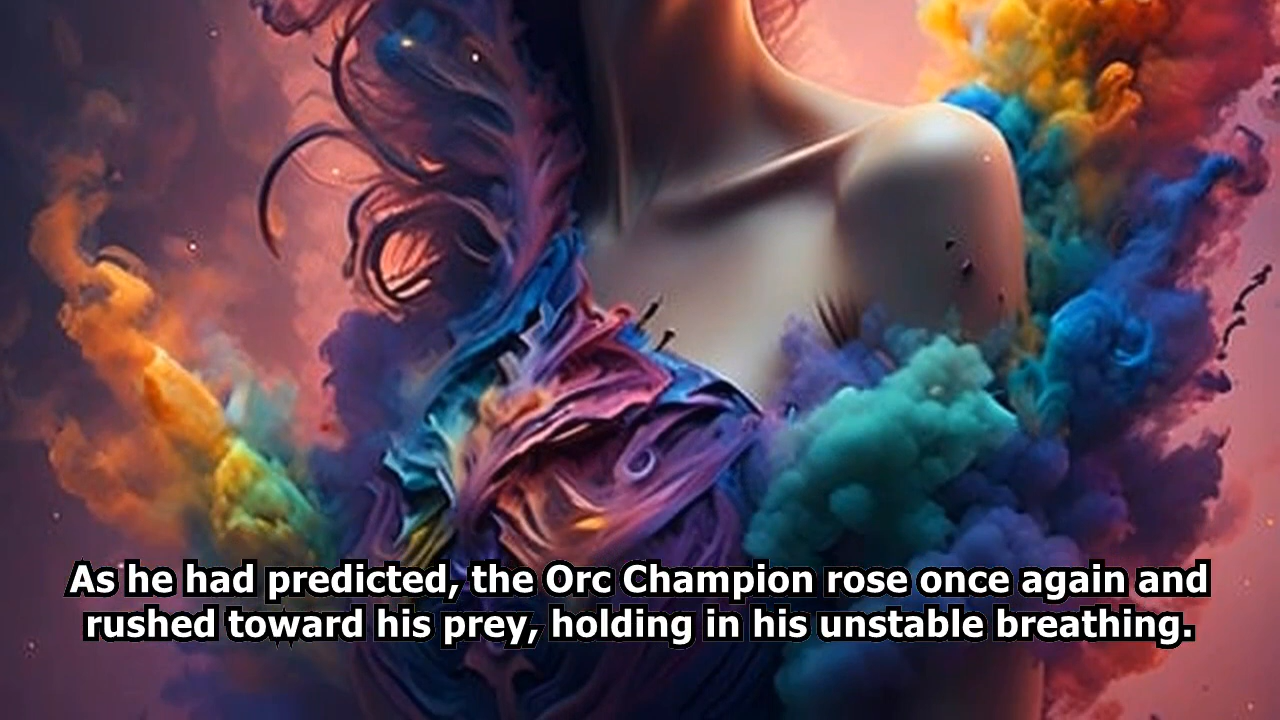 As he had predicted, the Orc Champion rose once again and
rushed toward his prey, holding in his unstable breathing.